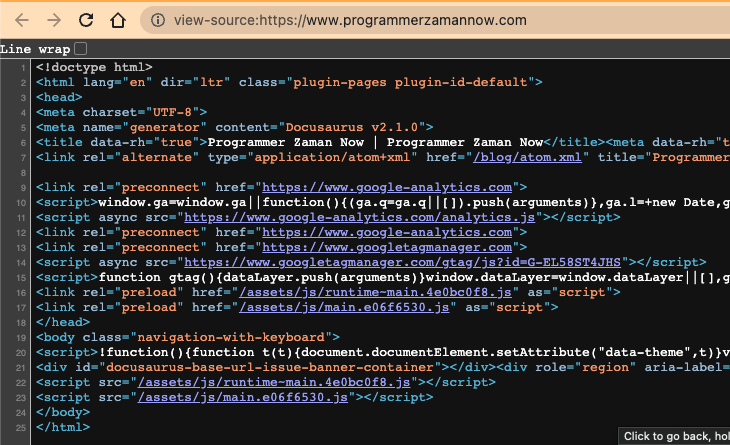 view-source:https://www.programmerzamannow.com
Line wrap
1 <!doctype html>
2 <html lang="en" dir="ltr" class="plugin-pages plugin-id-default">
3 <head>
4 <meta charset="UTF-8">
5 <meta name="generator" content="Docusaurus v2.1.0">
6 <title data-rh="true">Programmer Zaman Now | Programmer Zaman Now</title><meta data-rh="t
7 <link rel="alternate" type="application/atom+xml" href="/blog/atom.xml" title="Programmer
8
9 <link rel="preconnect" href="https://www.google-analytics.com">
10 <script>window.ga=window.ga||function(){(ga.q=ga.q||[]).push(arguments)},ga.l=+new Date,g
11 <script async src="https://www.google-analytics.com/analytics.js"></script>
12 <link rel="preconnect" href="https://www.google-analytics.com">
13 <link rel="preconnect" href="https://www.googletagmanager.com">
14 <script async src="https://www.googletagmanager.com/gtag/js?id=G-EL58ST4JHS"></script>
15 <script>function gtag(){dataLayer.push(arguments)}window.dataLayer=window.dataLayer||[],g
16 <link rel="preload" href="/assets/js/runtime~main.4e0bc0f8.js" as="script">
17 <link rel="preload" href="/assets/js/main.e06f6530.js" as="script">
18 </head>
19 <body class="navigation-with-keyboard">
20 <script>!function(){function t(t){document.documentElement.setAttribute("data-theme",t)}v
21 <div id="docusaurus-base-url-issue-banner-container"></div><div role="region" aria-label=
22 <script src="/assets/js/runtime~main.4e0bc0f8.js"></script>
23 <script src="/assets/js/main.e06f6530.js"></script>
24 </body>
25 </html>
Click to go back, hol